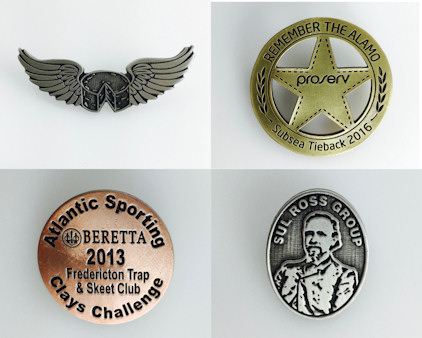 REMEMBER THE ALAMO
proserv
Subsea Tieback 2016
Atlantic Sporting
BERETTA
2013
Fredericton Trap
& Skeet Club
Clays Challenge
SUL ROSS GROUP